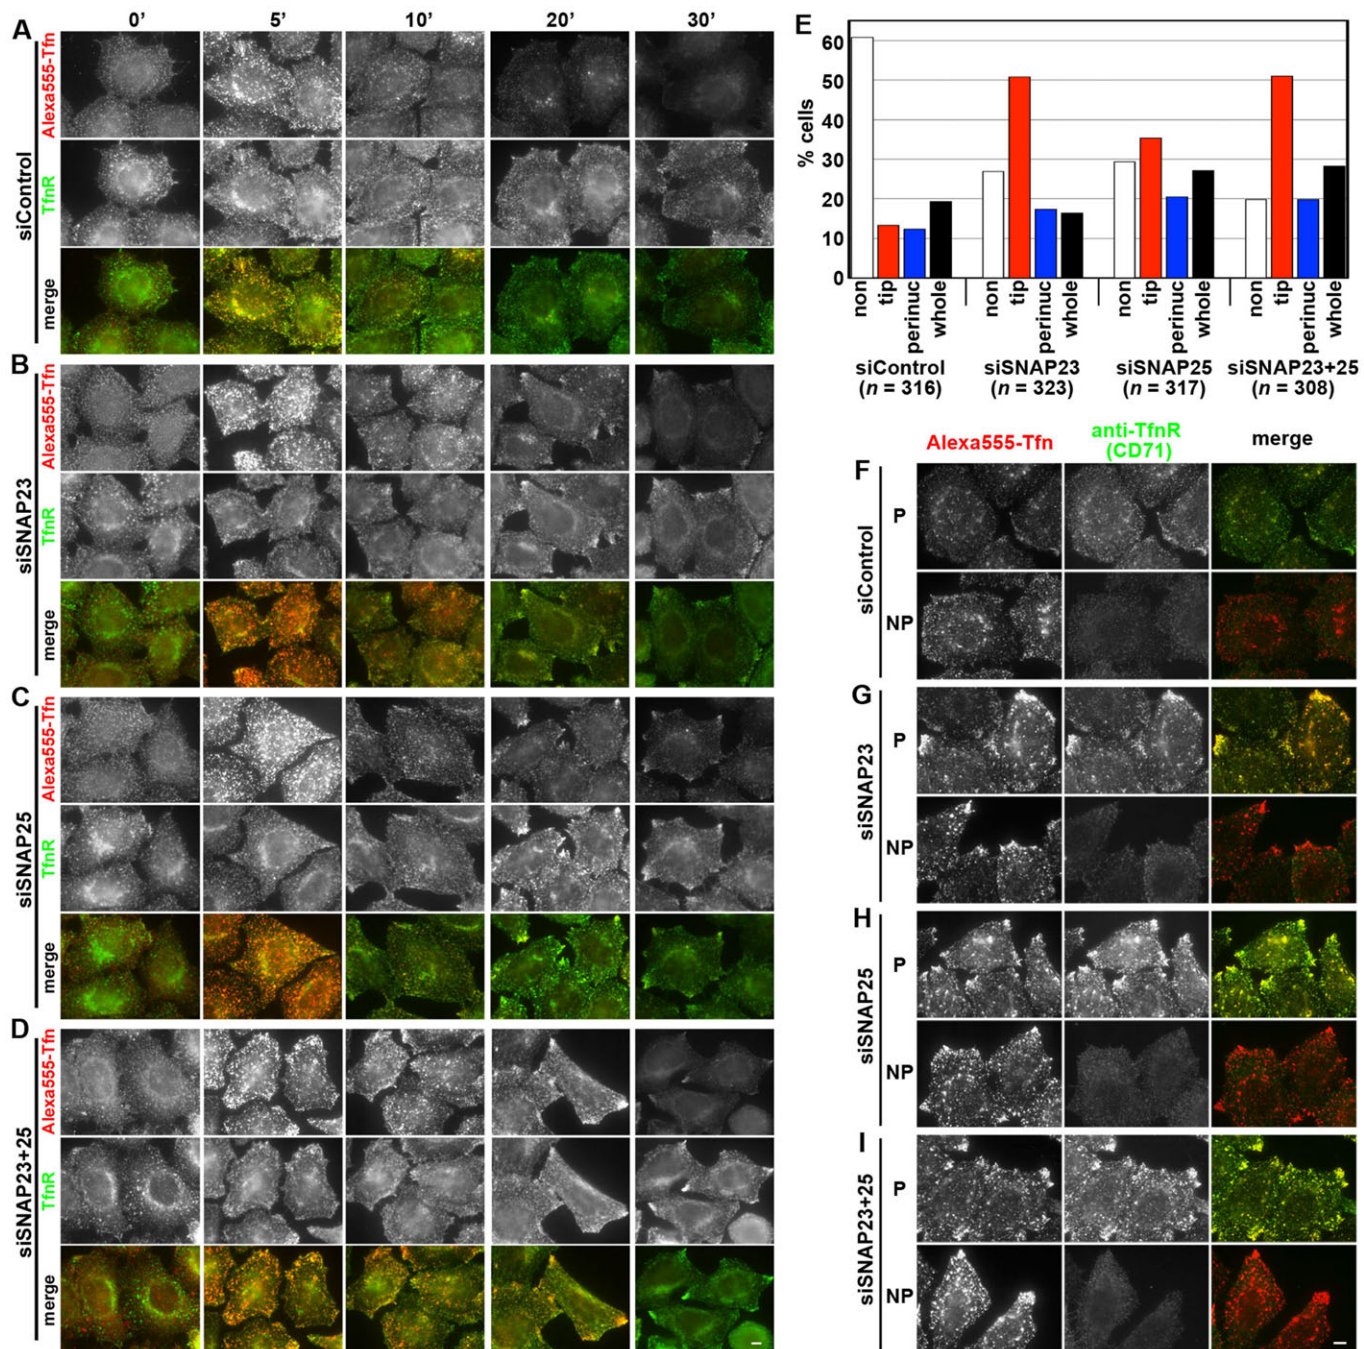 A
0’ 5’ 10’ 20’ 30’
siControl
Alexa555-Tfn
TfnR
merge
B
siSNAP23
Alexa555-Tfn
TfnR
merge
C
siSNAP25
Alexa555-Tfn
TfnR
merge
D
siSNAP23+25
Alexa555-Tfn
TfnR
merge
E
% cells
60
50
40
30
20
10
0
non tip perinuc whole non tip perinuc whole non tip perinuc whole non tip perinuc whole
siControl siSNAP23 siSNAP25 siSNAP23+25
(n = 316) (n = 323) (n = 317) (n = 308)
Alexa555-Tfn anti-TfnR merge
(CD71)
F
siControl
P
NP
G
siSNAP23
P
NP
H
siSNAP25
P
NP
I
siSNAP23+25
P
NP